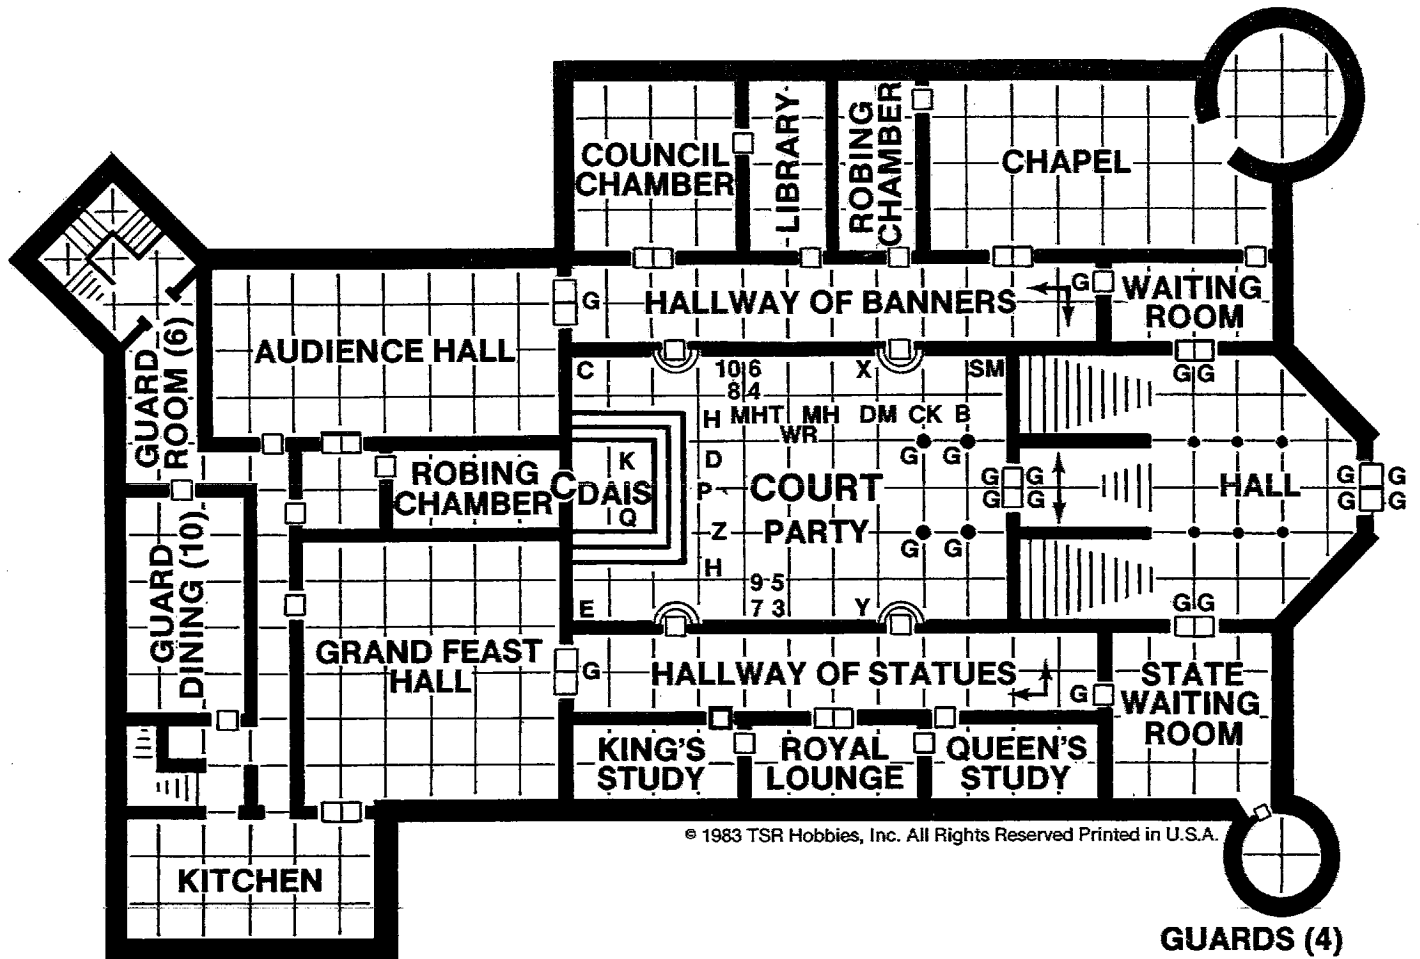 COUNCIL
CHAMBER
LIBRARY
ROBING
CHAMBER
CHAPEL
G
HALLWAY OF BANNERS
G
WAITING
ROOM
GUARD
ROOM (6)
AUDIENCE HALL
C
10 6
8 4
X
SM
G G
H
MHT
MH
DM
CK
B
WR
G
G
ROBING
CHAMBER
C
K
DAIS
Q
D
P
Z
H
COURT
PARTY
G
G
G G
G G
HALL
G G
G G
GUARD
DINING (10)
E
9 5
7 3
Y
G G
GRAND FEAST
HALL
G
HALLWAY OF STATUES
G
STATE
WAITING
ROOM
KING'S
STUDY
ROYAL
LOUNGE
QUEEN'S
STUDY
© 1983 TSR Hobbies, Inc. All Rights Reserved Printed in U.S.A.
KITCHEN
GUARDS (4)